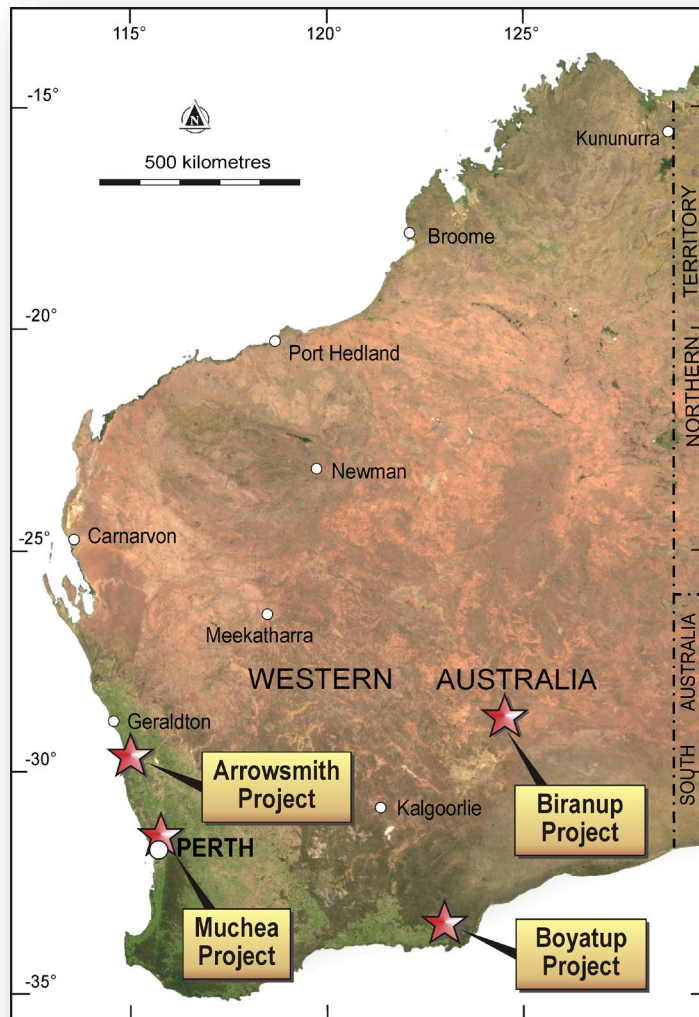 115°
120°
125°
-15°
N
500 kilometres
Kununurra
Broome
NORTHERN TERRITORY
-20°
Port Hedland
Newman
-25°
Carnarvon
Meekatharra
WESTERN AUSTRALIA
SOUTH AUSTRALIA
Geraldton
-30°
Arrowsmith
Project
Kalgoorlie
Biranup
Project
PERTH
Muchea
Project
Boyatup
Project
-35°